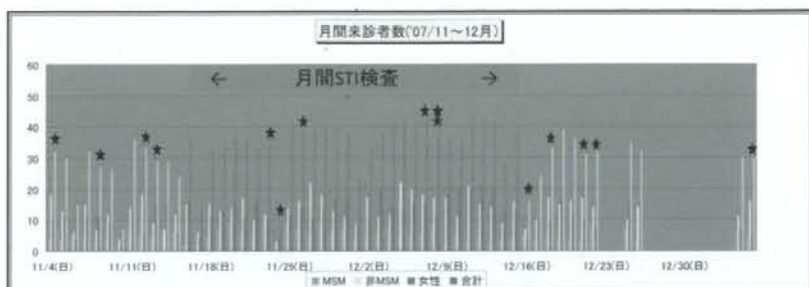 月間来診者数('07/11〜12月)
60
← 月間STI検査 →
50
40
30
20
10
0
11/4(日) 11/11(日) 11/18(日) 11/25(日) 12/2(日) 12/9(日) 12/16(日) 12/23(日) 12/30(日)
MSM 非MSM 女性 合計